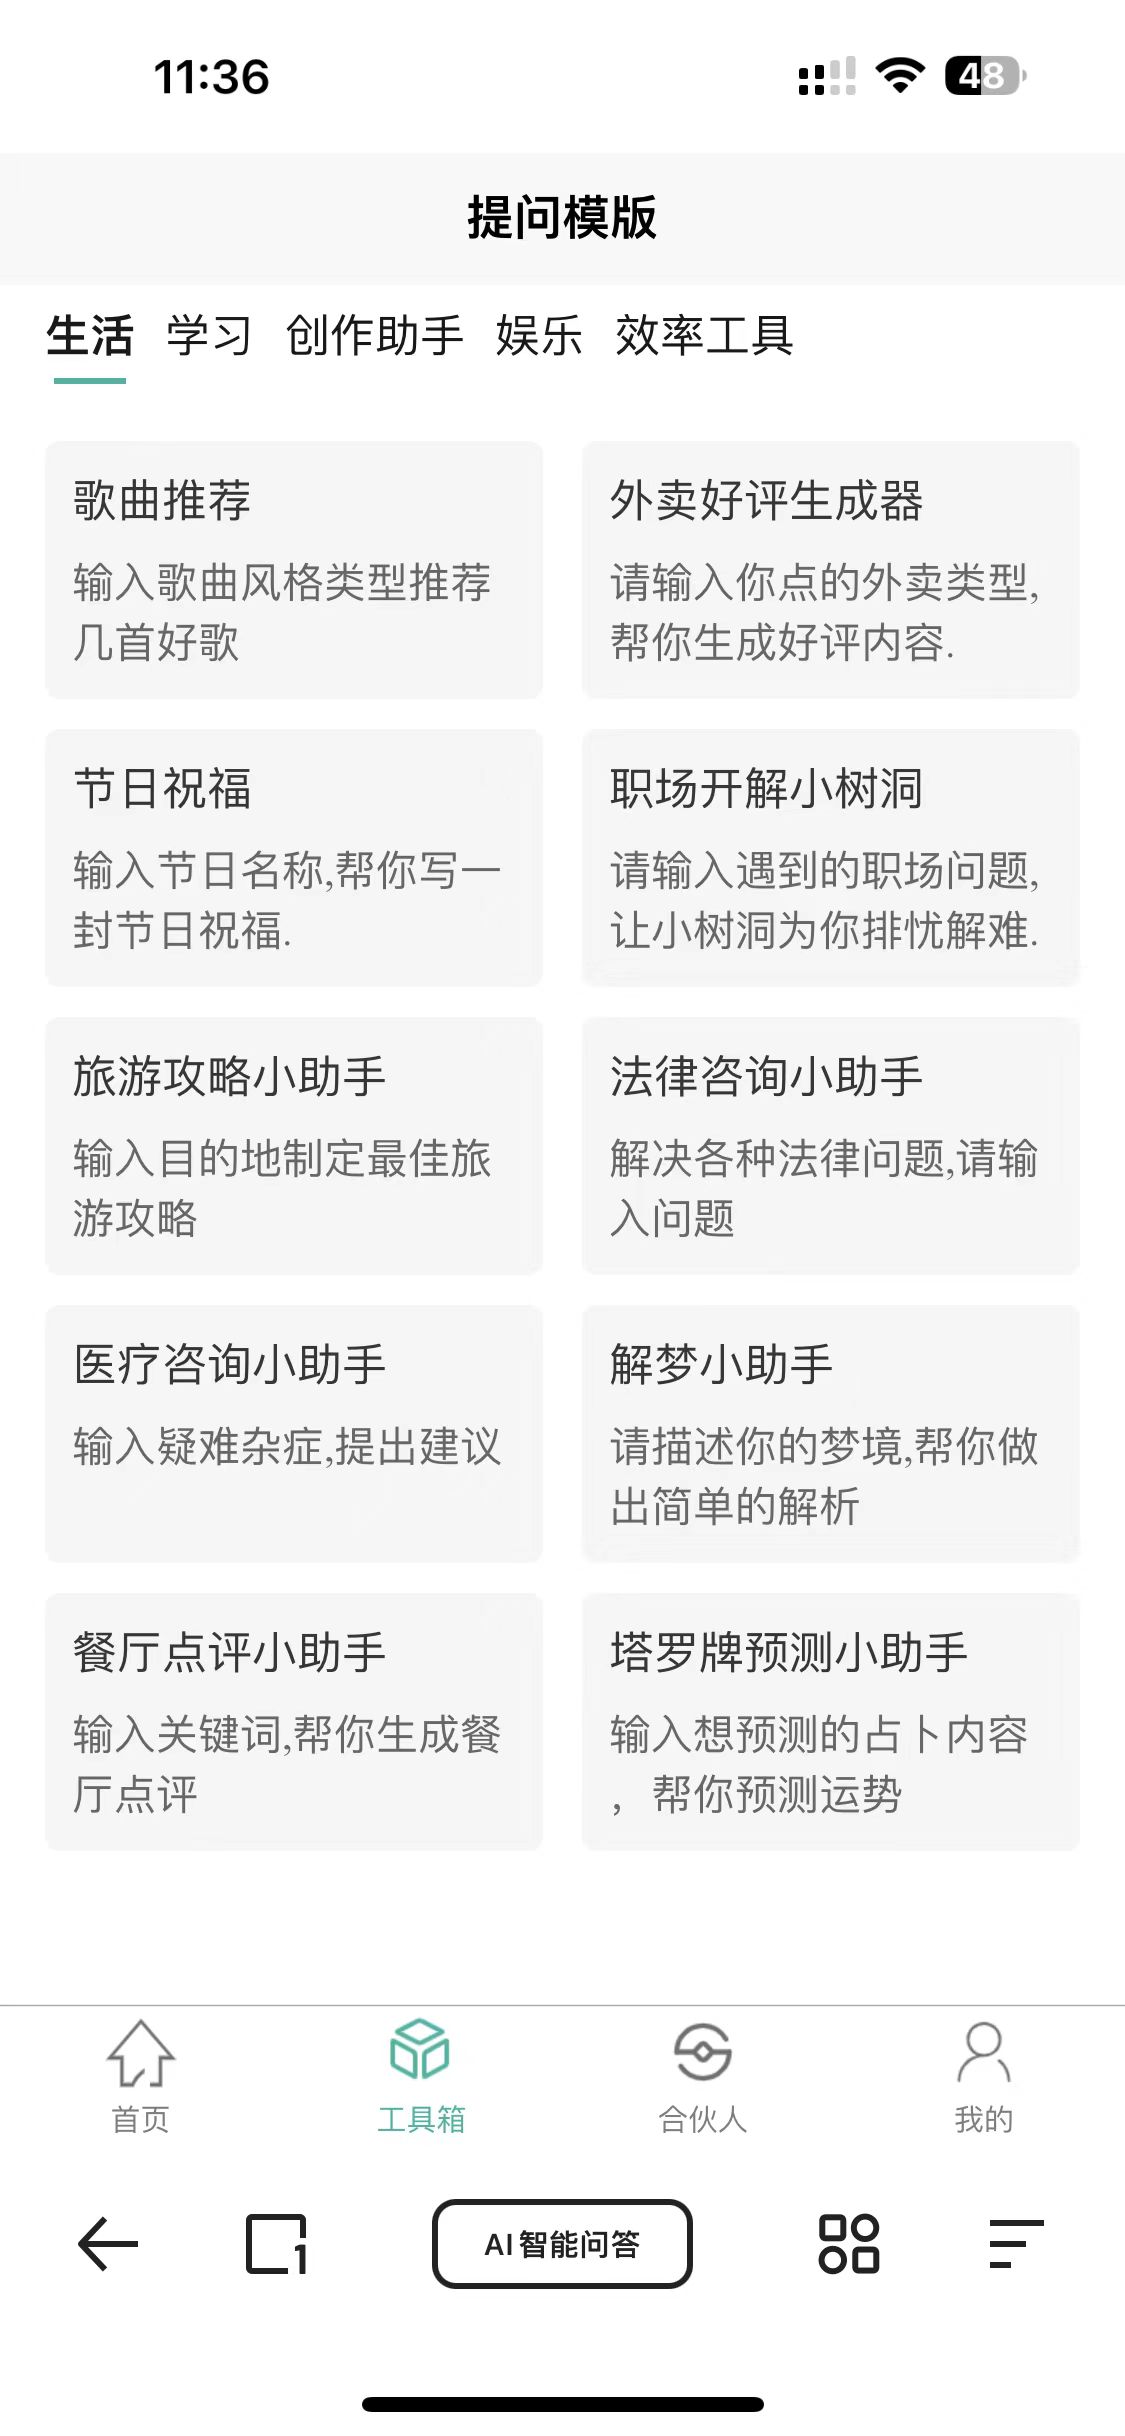 11:36
48
提问模版
生活 学习 创作助手 娱乐 效率工具
歌曲推荐
输入歌曲风格类型推荐
几首好歌
外卖好评生成器
请输入你点的外卖类型,
帮你生成好评内容.
节日祝福
输入节日名称,帮你写一
封节日祝福.
职场开解小树洞
请输入遇到的职场问题,
让小树洞为你排忧解难.
旅游攻略小助手
输入目的地制定最佳旅
游攻略
法律咨询小助手
解决各种法律问题,请输
入问题
医疗咨询小助手
输入疑难杂症,提出建议
解梦小助手
请描述你的梦境,帮你做
出简单的解析
餐厅点评小助手
输入关键词,帮你生成餐
厅点评
塔罗牌预测小助手
输入想预测的占卜内容
，帮你预测运势
首页 工具箱 合伙人 我的
1
AI 智能问答